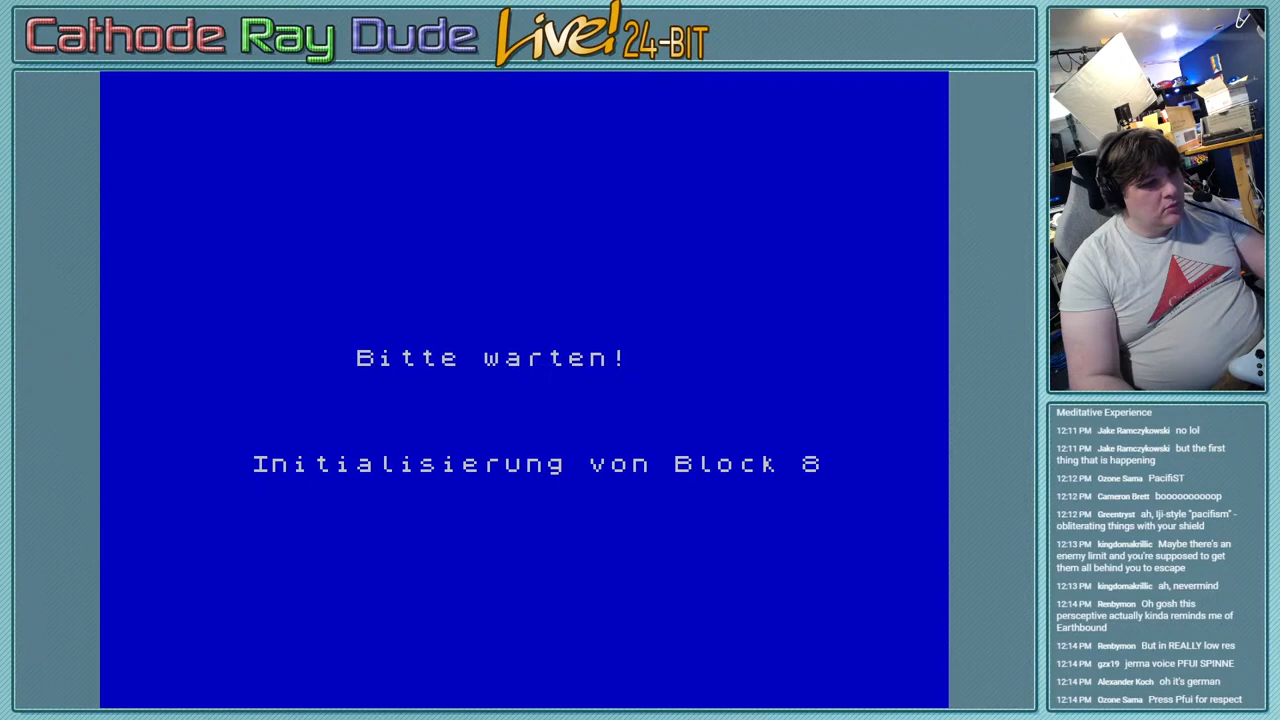 Cathode Ray Dude Live! 24-BIT
Bitte warten!
Initialisierung von Block 8
Meditative Experience
12:11 PM Jake Ramczykowski no lol
12:11 PM Jake Ramczykowski but the first
thing that is happening
12:12 PM Ozone Sama PacifiST
12:12 PM Cameron Brett boooooooooop
12:12 PM Greentryst ah, Iji-style "pacifism" -
obliterating things with your shield
12:13 PM kingdomakrillic Maybe there's an
enemy limit and you're supposed to get
them all behind you to escape
12:13 PM kingdomakrillic ah, nevermind
12:14 PM Renbymon Oh gosh this
persceptive actually kinda reminds me of
Earthbound
12:14 PM Renbymon But in REALLY low res
12:14 PM gzx19 jerma voice PFUI SPINNE
12:14 PM Alexander Koch oh it's german
12:14 PM Ozone Sama Press Pfui for respect